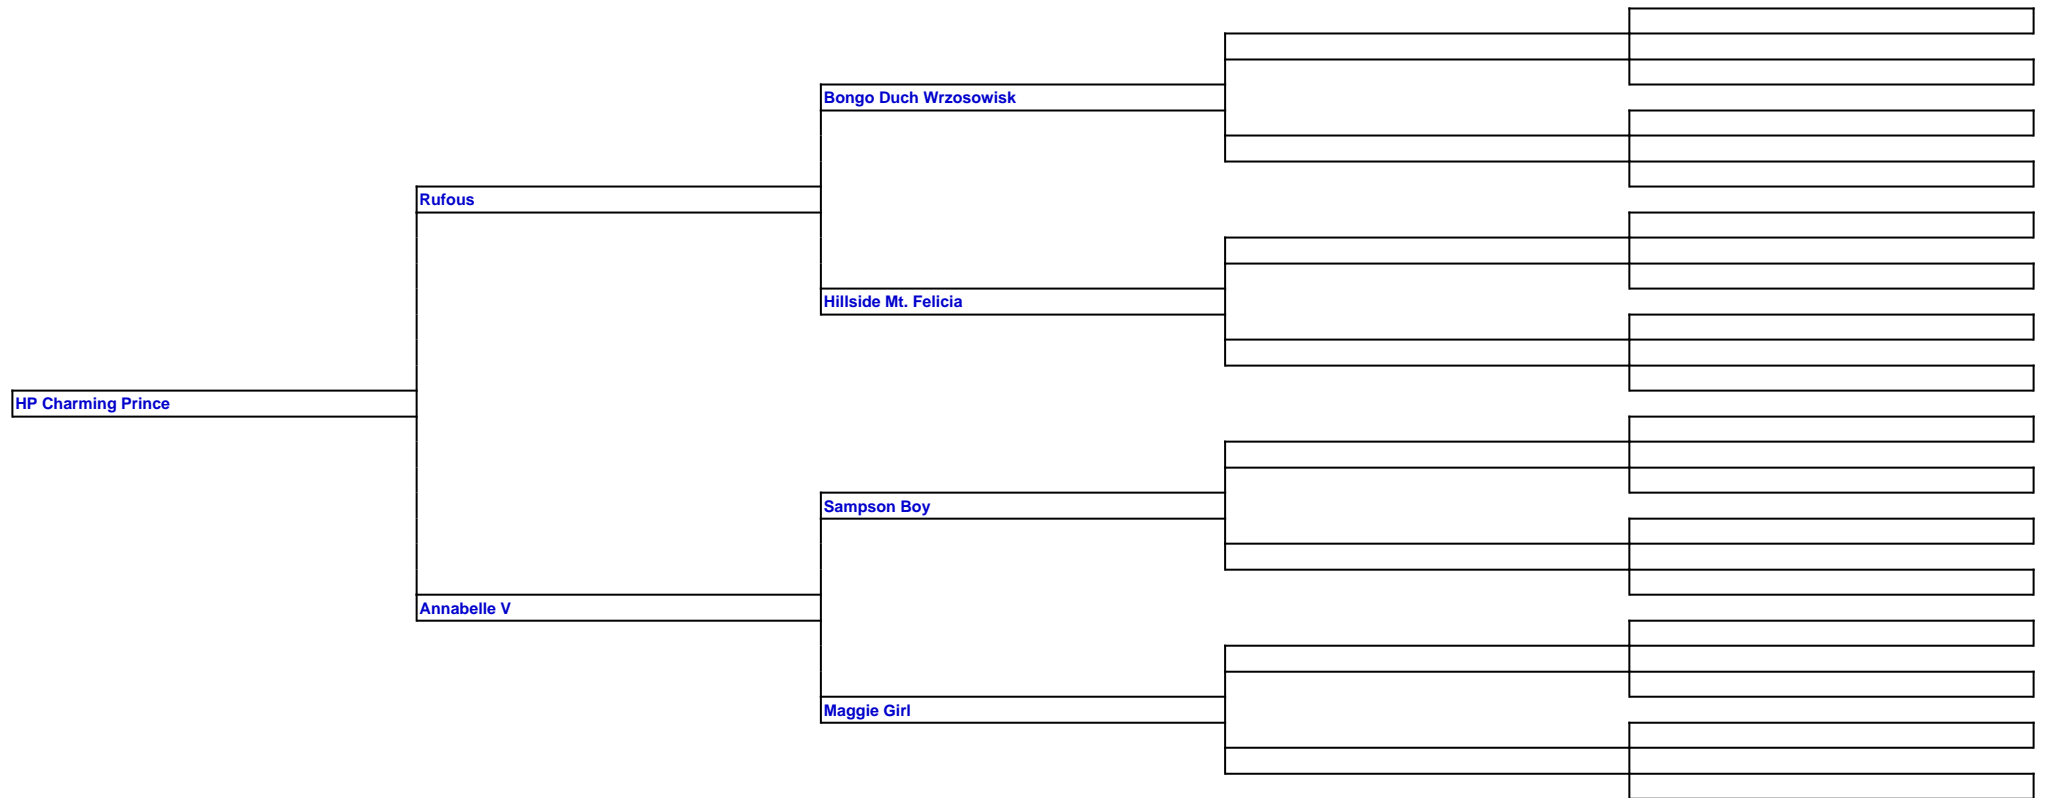 Bongo Duch Wrzosowisk
Rufous
Hillside Mt. Felicia
HP Charming Prince
Sampson Boy
Annabelle V
Maggie Girl